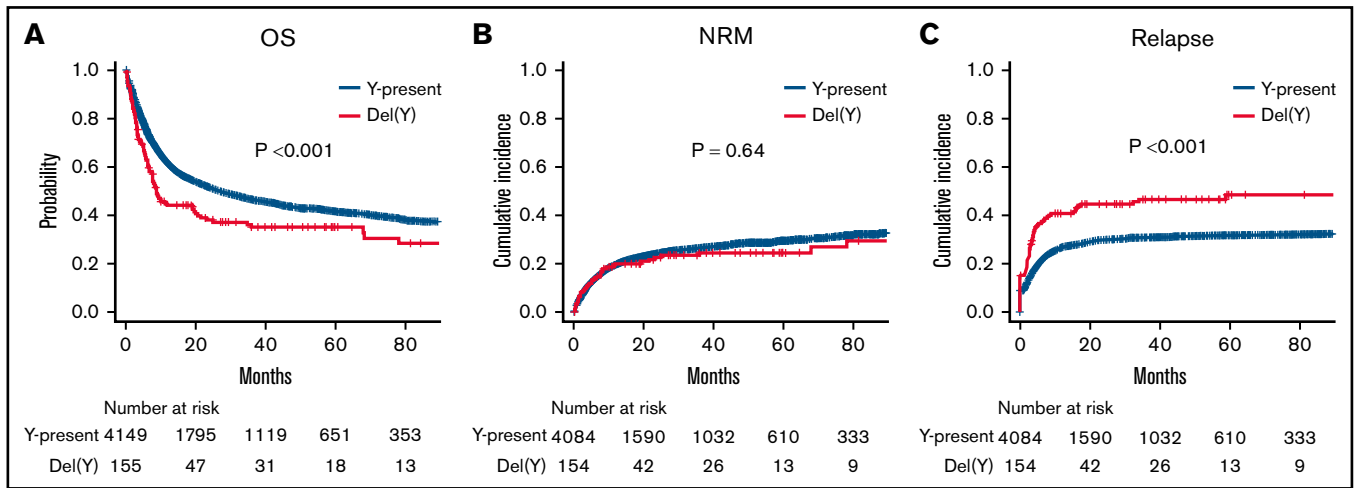 A OS
Y-present
Del(Y)
P <0.001
Probability
1.0
0.8
0.6
0.4
0.2
0.0
0 20 40 60 80
Months
Number at risk
Y-present 4149 1795 1119 651 353
Del(Y) 155 47 31 18 13
B NRM
Y-present
Del(Y)
P = 0.64
Cumulative incidence
1.0
0.8
0.6
0.4
0.2
0.0
0 20 40 60 80
Months
Number at risk
Y-present 4084 1590 1032 610 333
Del(Y) 154 42 26 13 9
C Relapse
Y-present
Del(Y)
P <0.001
Cumulative incidence
1.0
0.8
0.6
0.4
0.2
0.0
0 20 40 60 80
Months
Number at risk
Y-present 4084 1590 1032 610 333
Del(Y) 154 42 26 13 9